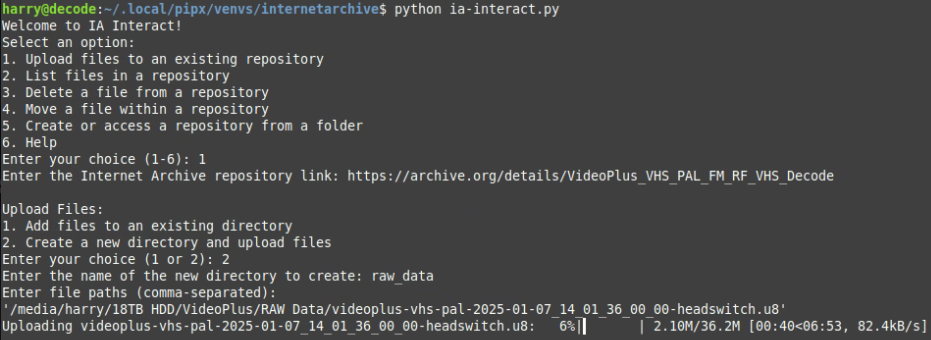 harry@decode:~/.local/pipx/venvs/internetarchive$ python ia-interact.py
Welcome to IA Interact!
Select an option:
1. Upload files to an existing repository
2. List files in a repository
3. Delete a file from a repository
4. Move a file within a repository
5. Create or access a repository from a folder
6. Help
Enter your choice (1-6): 1
Enter the Internet Archive repository link: https://archive.org/details/VideoPlus_VHS_PAL_FM_RF_VHS_Decode
Upload Files:
1. Add files to an existing directory
2. Create a new directory and upload files
Enter your choice (1 or 2): 2
Enter the name of the new directory to create: raw_data
Enter file paths (comma-separated):
'/media/harry/18TB HDD/VideoPlus/RAW Data/videoplus-vhs-pal-2025-01-07_14_01_36_00_00-headswitch.u8'
Uploading videoplus-vhs-pal-2025-01-07_14_01_36_00_00-headswitch.u8:   6%|█         | 2.10M/36.2M [00:40<06:53, 82.4kB/s]